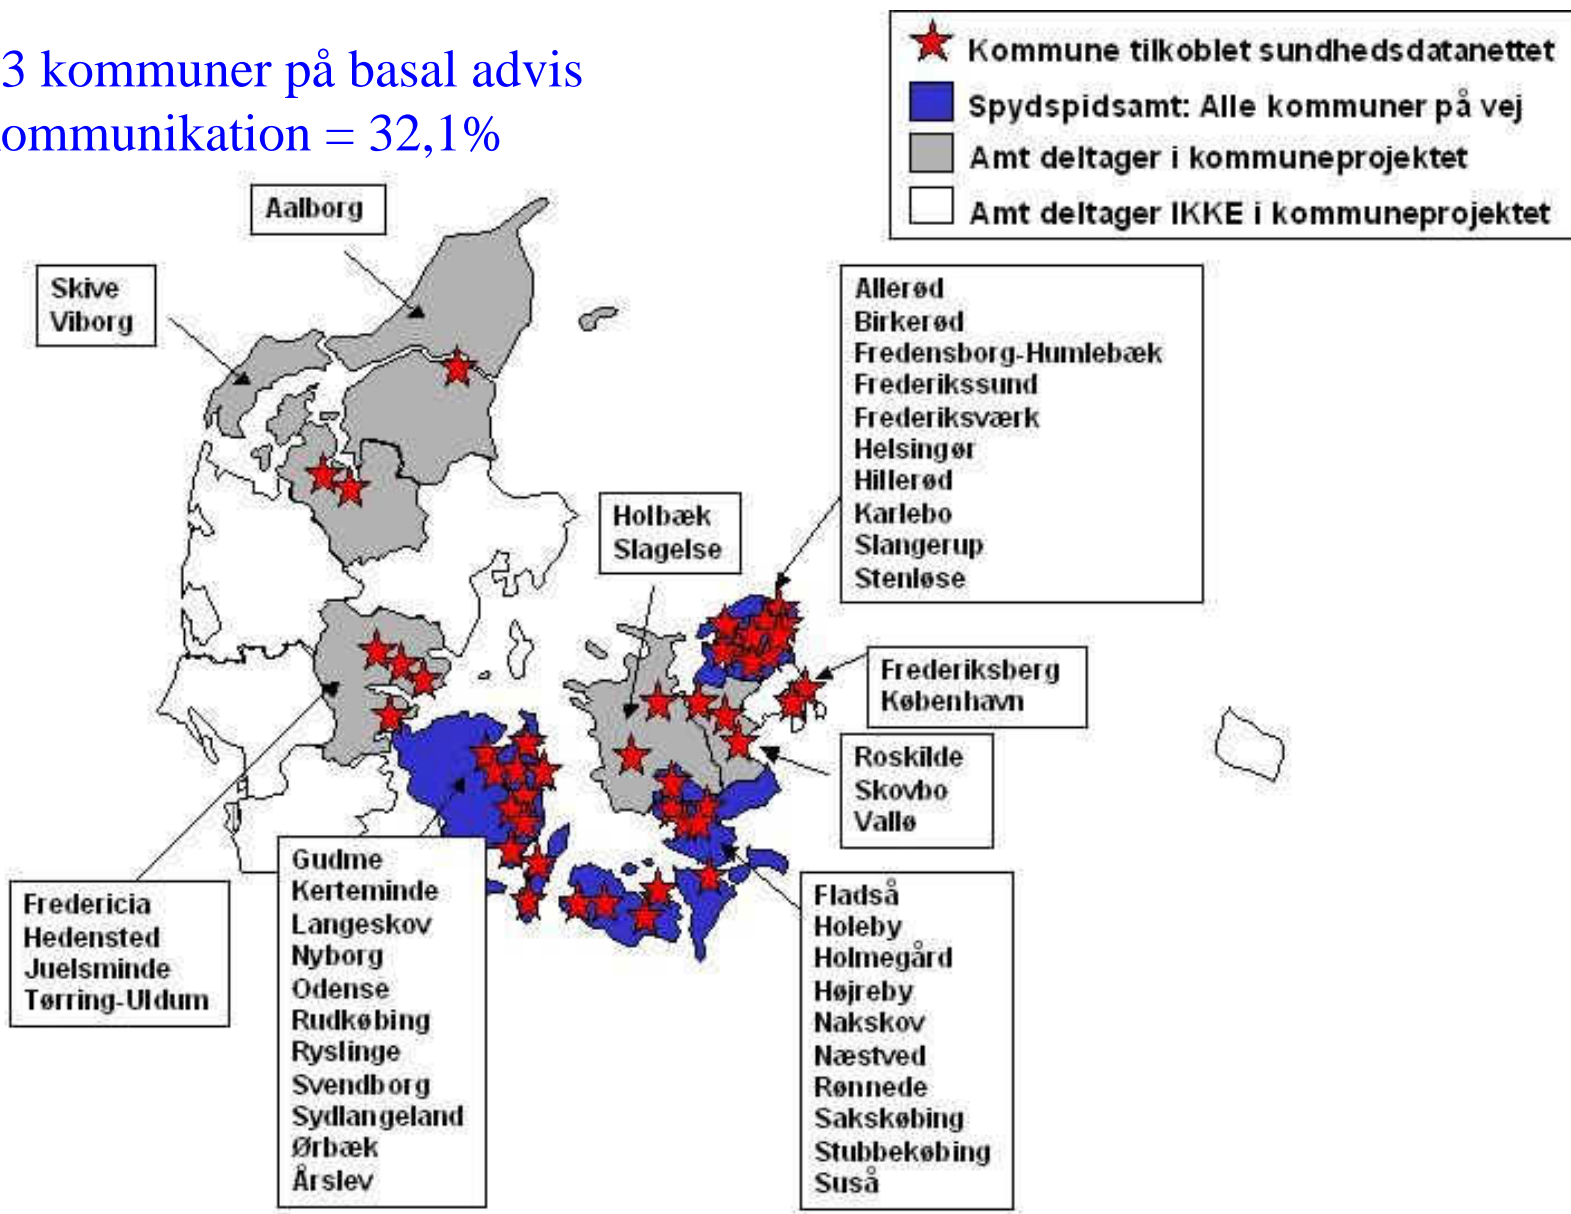 3 kommuner på basal advis
ommunikation = 32,1%
Kommune tilkoblet sundhedsdatanettet
Spydspidsamt: Alle kommuner på vej
Amt deltager i kommuneprojektet
Amt deltager IKKE i kommuneprojektet
Aalborg
Skive
Viborg
Allerød
Birkerød
Fredensborg-Humlebæk
Frederikssund
Frederiksværk
Helsingør
Hillerød
Karlebo
Slangerup
Stenløse
Holbæk
Slagelse
Frederiksberg
København
Roskilde
Skovbo
Vallø
Fredericia
Hedensted
Juelsminde
Tørring-Uldum
Gudme
Kerteminde
Langeskov
Nyborg
Odense
Rudkøbing
Ryslinge
Svendborg
Sydlangeland
Ørbæk
Årslev
Fladså
Holeby
Holmegård
Højreby
Nakskov
Næstved
Rønnede
Sakskøbing
Stubbekøbing
Suså